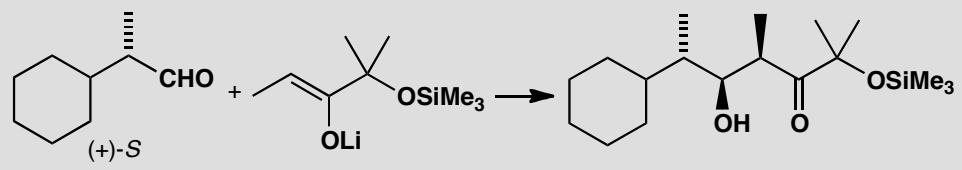 CHO
(+)-S
+
OSiMe3
OLi
OH
O
OSiMe3